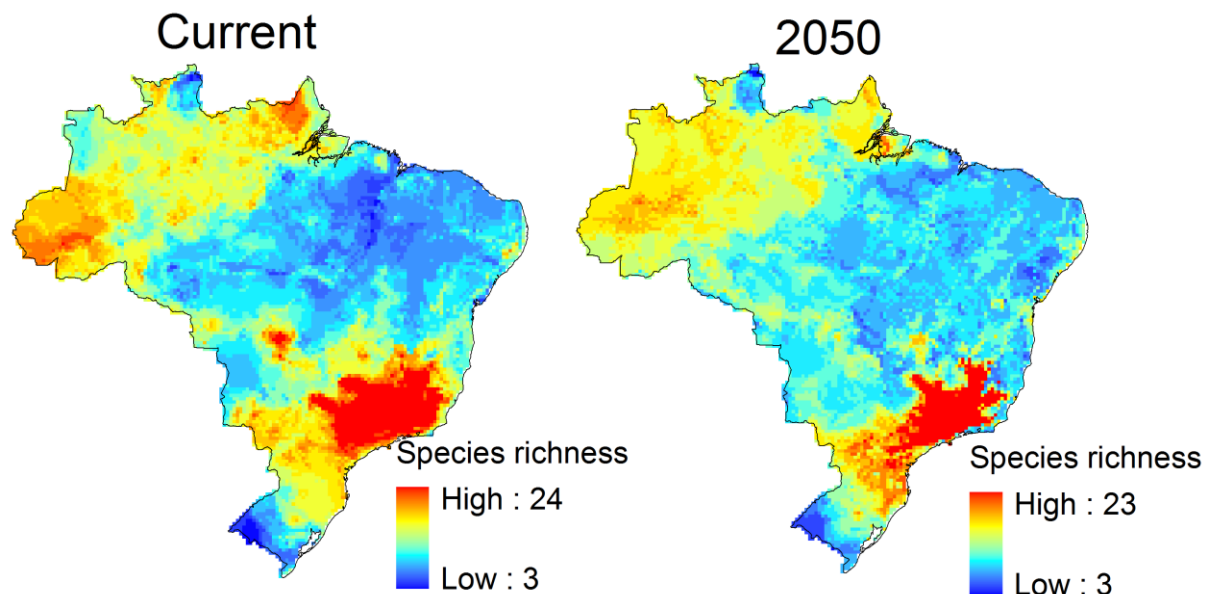 Current
2050
Species richness
High : 24
Low : 3
Species richness
High : 23
Low : 3